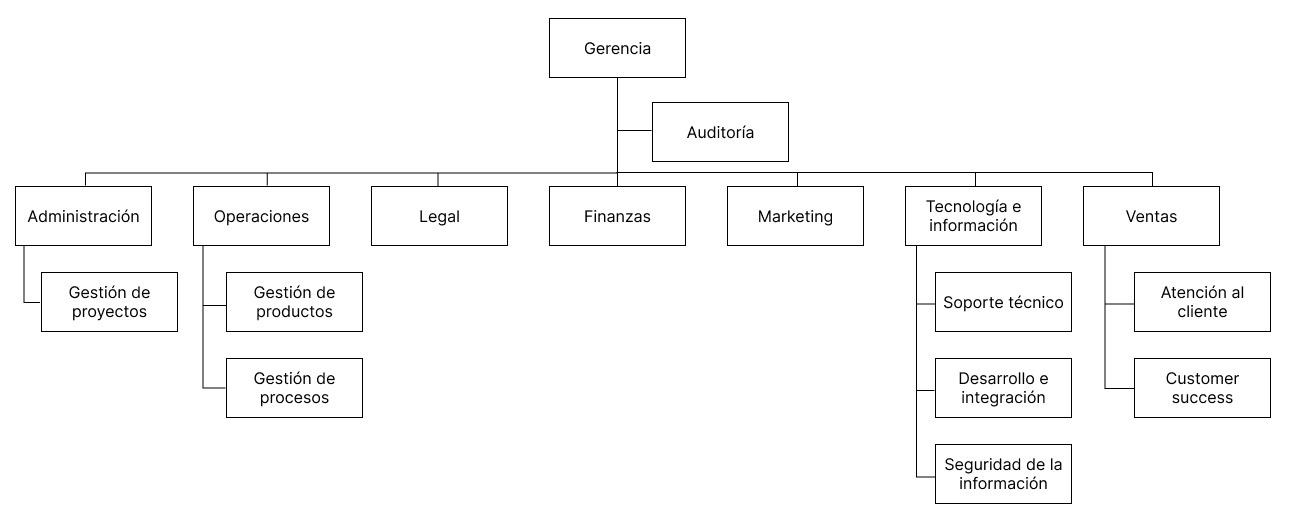 Gerencia
Auditoría
Administración
Operaciones
Legal
Finanzas
Marketing
Tecnología e
información
Ventas
Gestión de
proyectos
Gestión de
productos
Soporte técnico
Atención al
cliente
Gestión de
procesos
Desarrollo e
integración
Customer
success
Seguridad de la
información